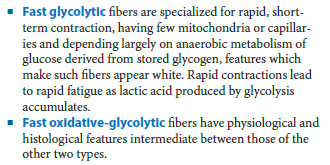 ▪ Fast glycolytic fibers are specialized for rapid, short-
term contraction, having few mitochondria or capillar-
ies and depending largely on anaerobic metabolism of
glucose derived from stored glycogen, features which
make such fibers appear white. Rapid contractions lead
to rapid fatigue as lactic acid produced by glycolysis
accumulates.
▪ Fast oxidative-glycolytic fibers have physiological and
histological features intermediate between those of the
other two types.